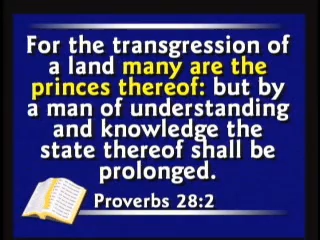 For the transgression of
a land many are the
princes thereof: but by
a man of understanding
and knowledge the
state thereof shall be
prolonged.
Proverbs 28:2